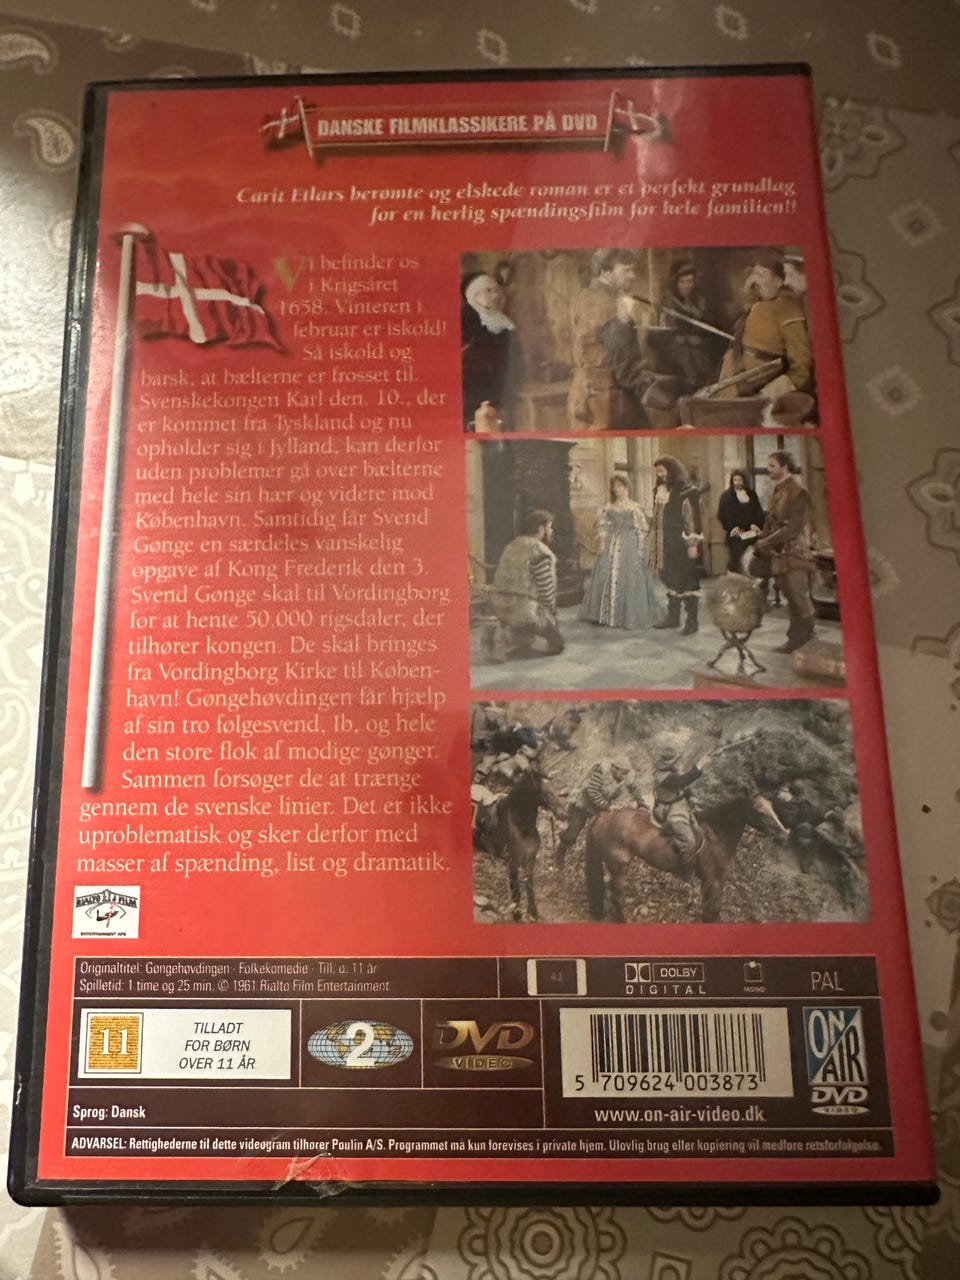 DANSKE FILMKLASSIKERE PÅ DVD
Carit Etlars berømte og elskede roman er et perfekt grundlag
for en herlig spændingsfilm for hele familien!!
Vi befinder os
i Krigsåret
1658. Vinteren i
februar er iskold!
Så iskold og
barsk, at bælterne er frosset til.
Svenskekongen Karl den. 10., der
er kommet fra Tyskland og nu
opholder sig i Jylland, kan derfor
uden problemer gå over bælterne
med hele sin hær og videre mod
København. Samtidig får Svend
Gønge en særdeles vanskelig
opgave af Kong Frederik den 3.
Svend Gønge skal til Vordingborg
for at hente 50.000 rigsdaler, der
tilhører kongen. De skal bringes
fra Vordingborg Kirke til Køben-
havn! Gøngehøvdingen får hjælp
af sin tro følgesvend, Ib, og hele
den store flok af modige gønger.
Sammen forsøger de at trænge
gennem de svenske linier. Det er ikke
uproblematisk og sker derfor med
masser af spænding, list og dramatik.
RIALTO FILM
ENTERTAINMENT APS
Originaltitel: Gøngehøvdingen · Folkekomedie · Till. o. 11 år
Spilletid: 1 time og 25 min. © 1961 Rialto Film Entertainment
4:3
DOLBY
DIGITAL
MONO
PAL
11
TILLADT
FOR BØRN
OVER 11 ÅR
2
DVD
VIDEO
5 709624 003873
ON
AIR
DVD
VIDEO
Sprog: Dansk
www.on-air-video.dk
ADVARSEL: Rettighederne til dette videogram tilhører Poulin A/S. Programmet må kun forevises i private hjem. Ulovlig brug eller kopiering vil medføre retsforfølgelse.